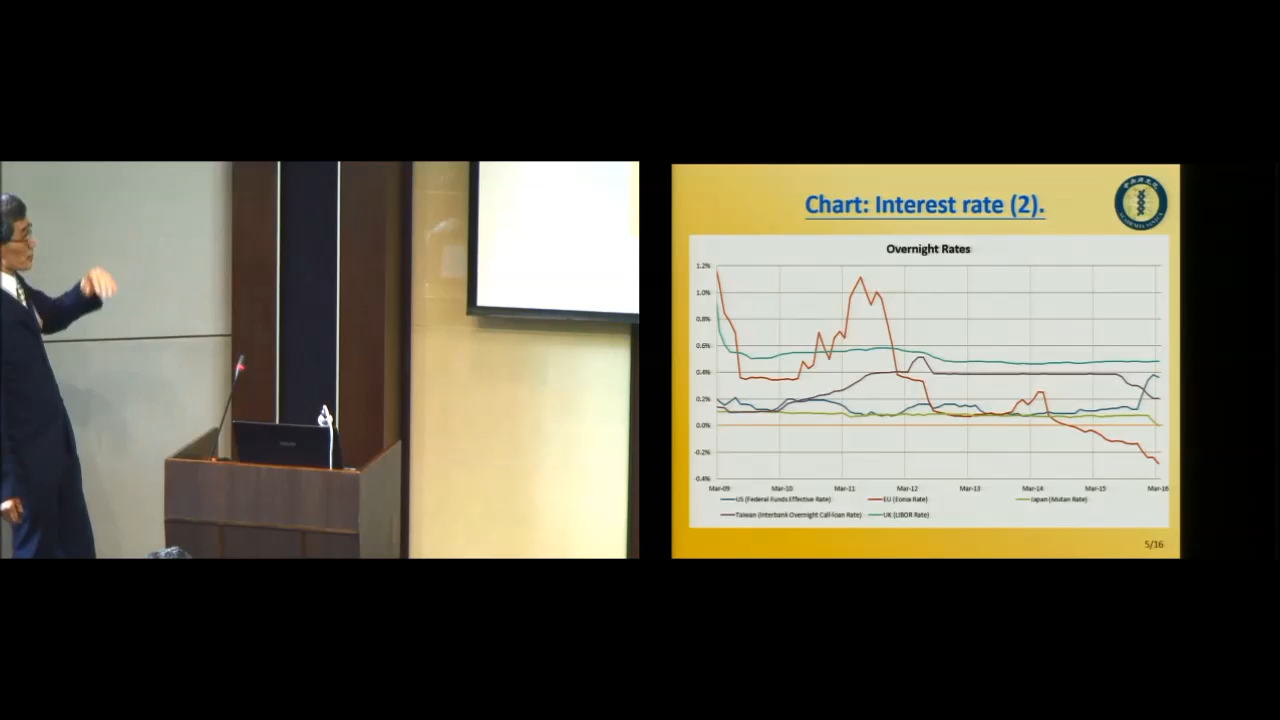 Chart: Interest rate (2).
ACADEMIA SINICA
Overnight Rates
1.2%
1.0%
0.8%
0.6%
0.4%
0.2%
0.0%
-0.2%
-0.4%
Mar-09 Mar-10 Mar-11 Mar-12 Mar-13 Mar-14 Mar-15 Mar-16
US (Federal Funds Effective Rate) EU (Eonia Rate) Japan (Mutan Rate)
Taiwan (Interbank Overnight Call-loan Rate) UK (LIBOR Rate)
5/16